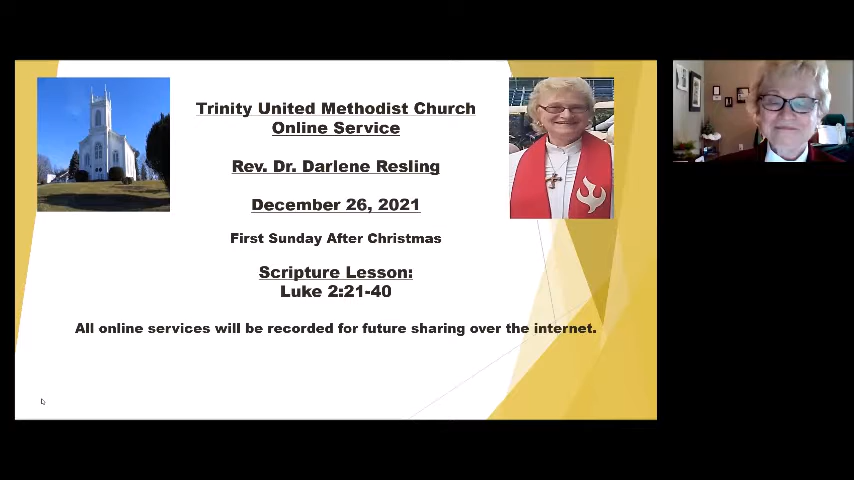 Trinity United Methodist Church
Online Service
Rev. Dr. Darlene Resling
December 26, 2021
First Sunday After Christmas
Scripture Lesson:
Luke 2:21-40
All online services will be recorded for future sharing over the internet.